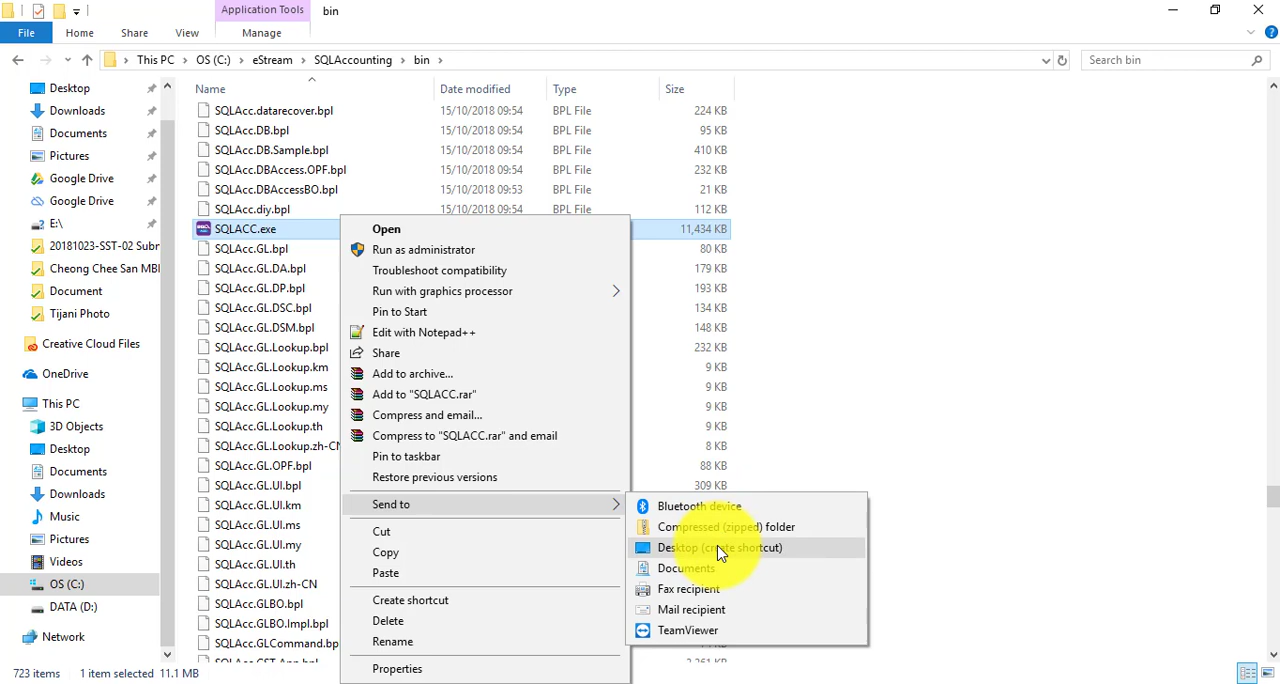 Application Tools
bin
File
Home
Share
View
Manage
This PC
OS (C:)
eStream
SQLAccounting
bin
Search bin
Desktop
Downloads
Documents
Pictures
Google Drive
Google Drive
E:\
20181023-SST-02 Subm
Cheong Chee San MBI
Document
Tijani Photo
Creative Cloud Files
OneDrive
This PC
3D Objects
Desktop
Documents
Downloads
Music
Pictures
Videos
OS (C:)
DATA (D:)
Network
Name
Date modified
Type
Size
SQLAcc.datarecover.bpl 15/10/2018 09:54 BPL File 224 KB
SQLAcc.DB.bpl 15/10/2018 09:54 BPL File 95 KB
SQLAcc.DB.Sample.bpl 15/10/2018 09:54 BPL File 410 KB
SQLAcc.DBAccess.OPF.bpl 15/10/2018 09:54 BPL File 232 KB
SQLAcc.DBAccessBO.bpl 15/10/2018 09:53 BPL File 21 KB
SQLAcc.diy.bpl 15/10/2018 09:54 BPL File 112 KB
SQLACC.exe 11,434 KB
SQLAcc.GL.bpl 80 KB
SQLAcc.GL.DA.bpl 179 KB
SQLAcc.GL.DP.bpl 193 KB
SQLAcc.GL.DSC.bpl 134 KB
SQLAcc.GL.DSM.bpl 148 KB
SQLAcc.GL.Lookup.bpl 232 KB
SQLAcc.GL.Lookup.km 9 KB
SQLAcc.GL.Lookup.ms 9 KB
SQLAcc.GL.Lookup.my 9 KB
SQLAcc.GL.Lookup.th 9 KB
SQLAcc.GL.Lookup.zh-CN 8 KB
SQLAcc.GL.OPF.bpl 88 KB
SQLAcc.GL.UI.bpl 309 KB
SQLAcc.GL.UI.km
SQLAcc.GL.UI.ms
SQLAcc.GL.UI.my
SQLAcc.GL.UI.th
SQLAcc.GL.UI.zh-CN
SQLAcc.GLBO.bpl
SQLAcc.GLBO.Impl.bpl
SQLAcc.GLCommand.bp
Open
Run as administrator
Troubleshoot compatibility
Run with graphics processor
Pin to Start
Edit with Notepad++
Share
Add to archive...
Add to "SQLACC.rar"
Compress and email...
Compress to "SQLACC.rar" and email
Pin to taskbar
Restore previous versions
Send to
Cut
Copy
Paste
Create shortcut
Delete
Rename
Properties
Bluetooth device
Compressed (zipped) folder
Desktop (create shortcut)
Documents
Fax recipient
Mail recipient
TeamViewer
723 items
1 item selected 11.1 MB